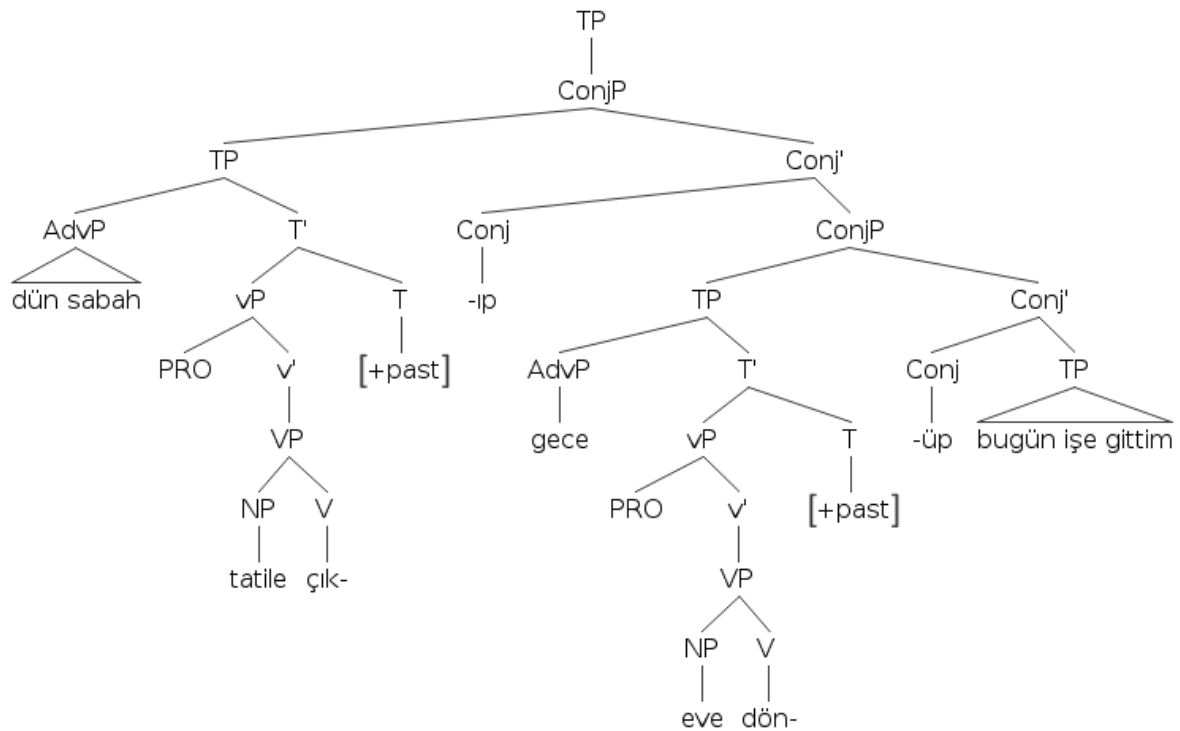 TP
ConjP
TP Conj'
AdvP T' Conj ConjP
dün sabah vP T -ıp TP Conj'
PRO v' [+past] AdvP T' Conj TP
VP gece vP T -üp bugün işe gittim
NP V PRO v' [+past]
tatile çık- VP
NP V
eve dön-